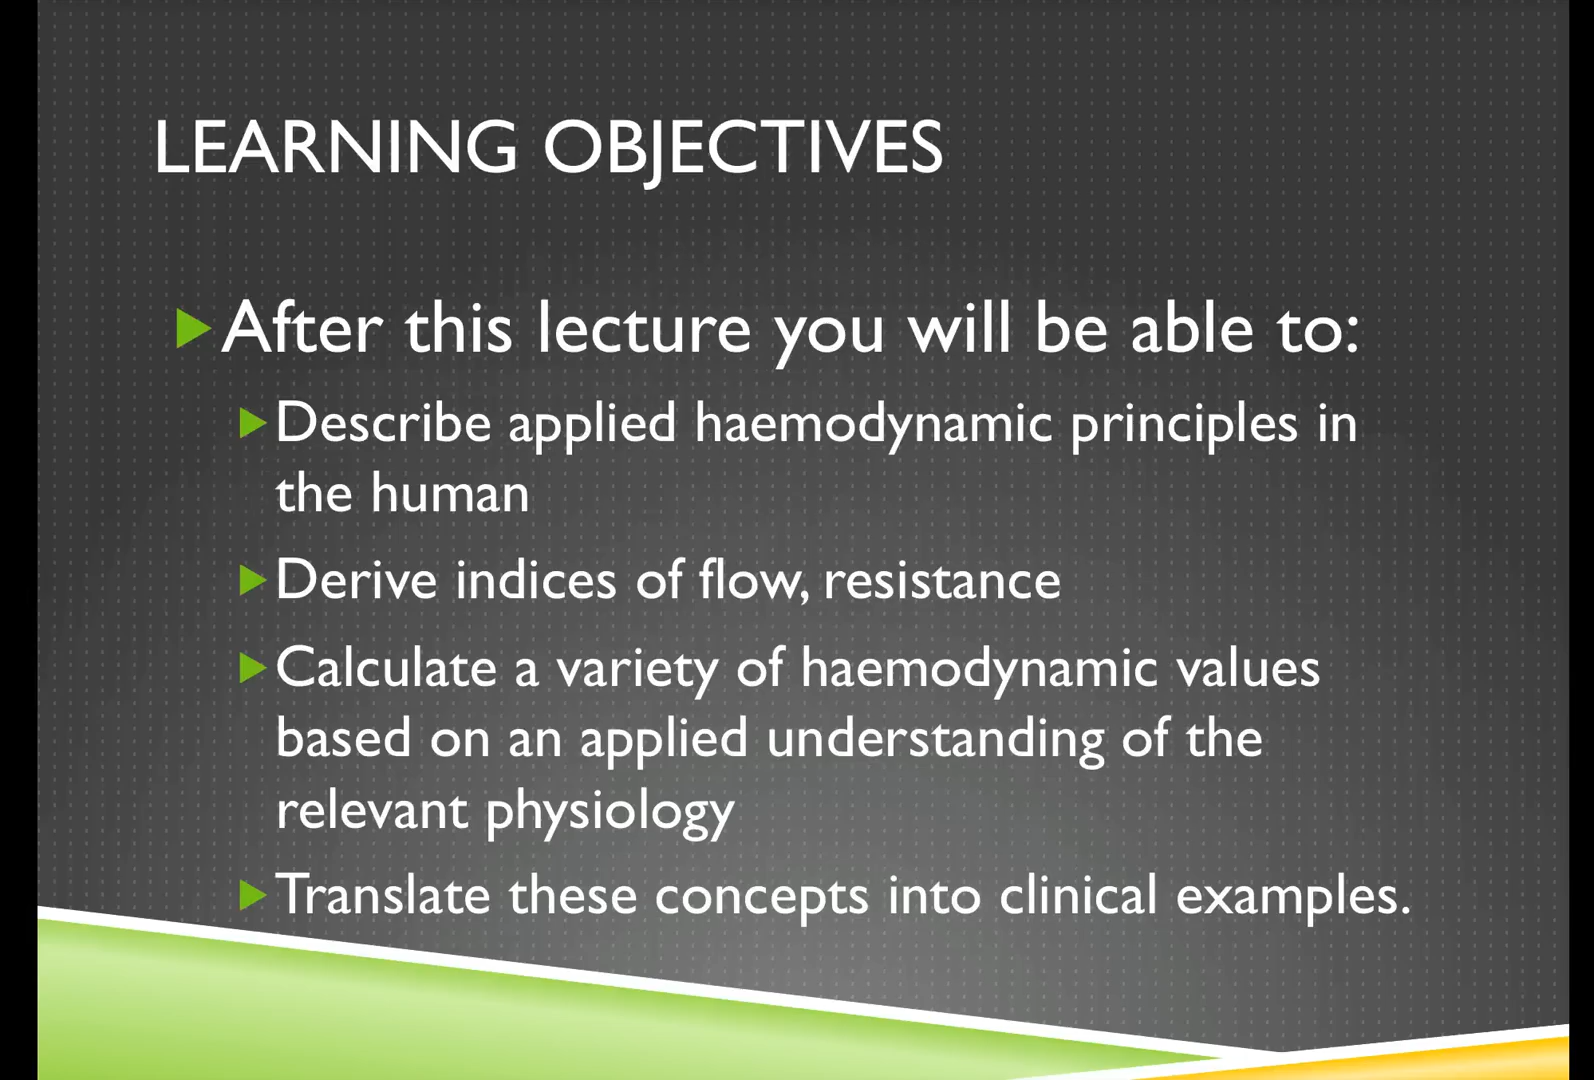 LEARNING OBJECTIVES
After this lecture you will be able to:
Describe applied haemodynamic principles in
the human
Derive indices of flow, resistance
Calculate a variety of haemodynamic values
based on an applied understanding of the
relevant physiology
Translate these concepts into clinical examples.